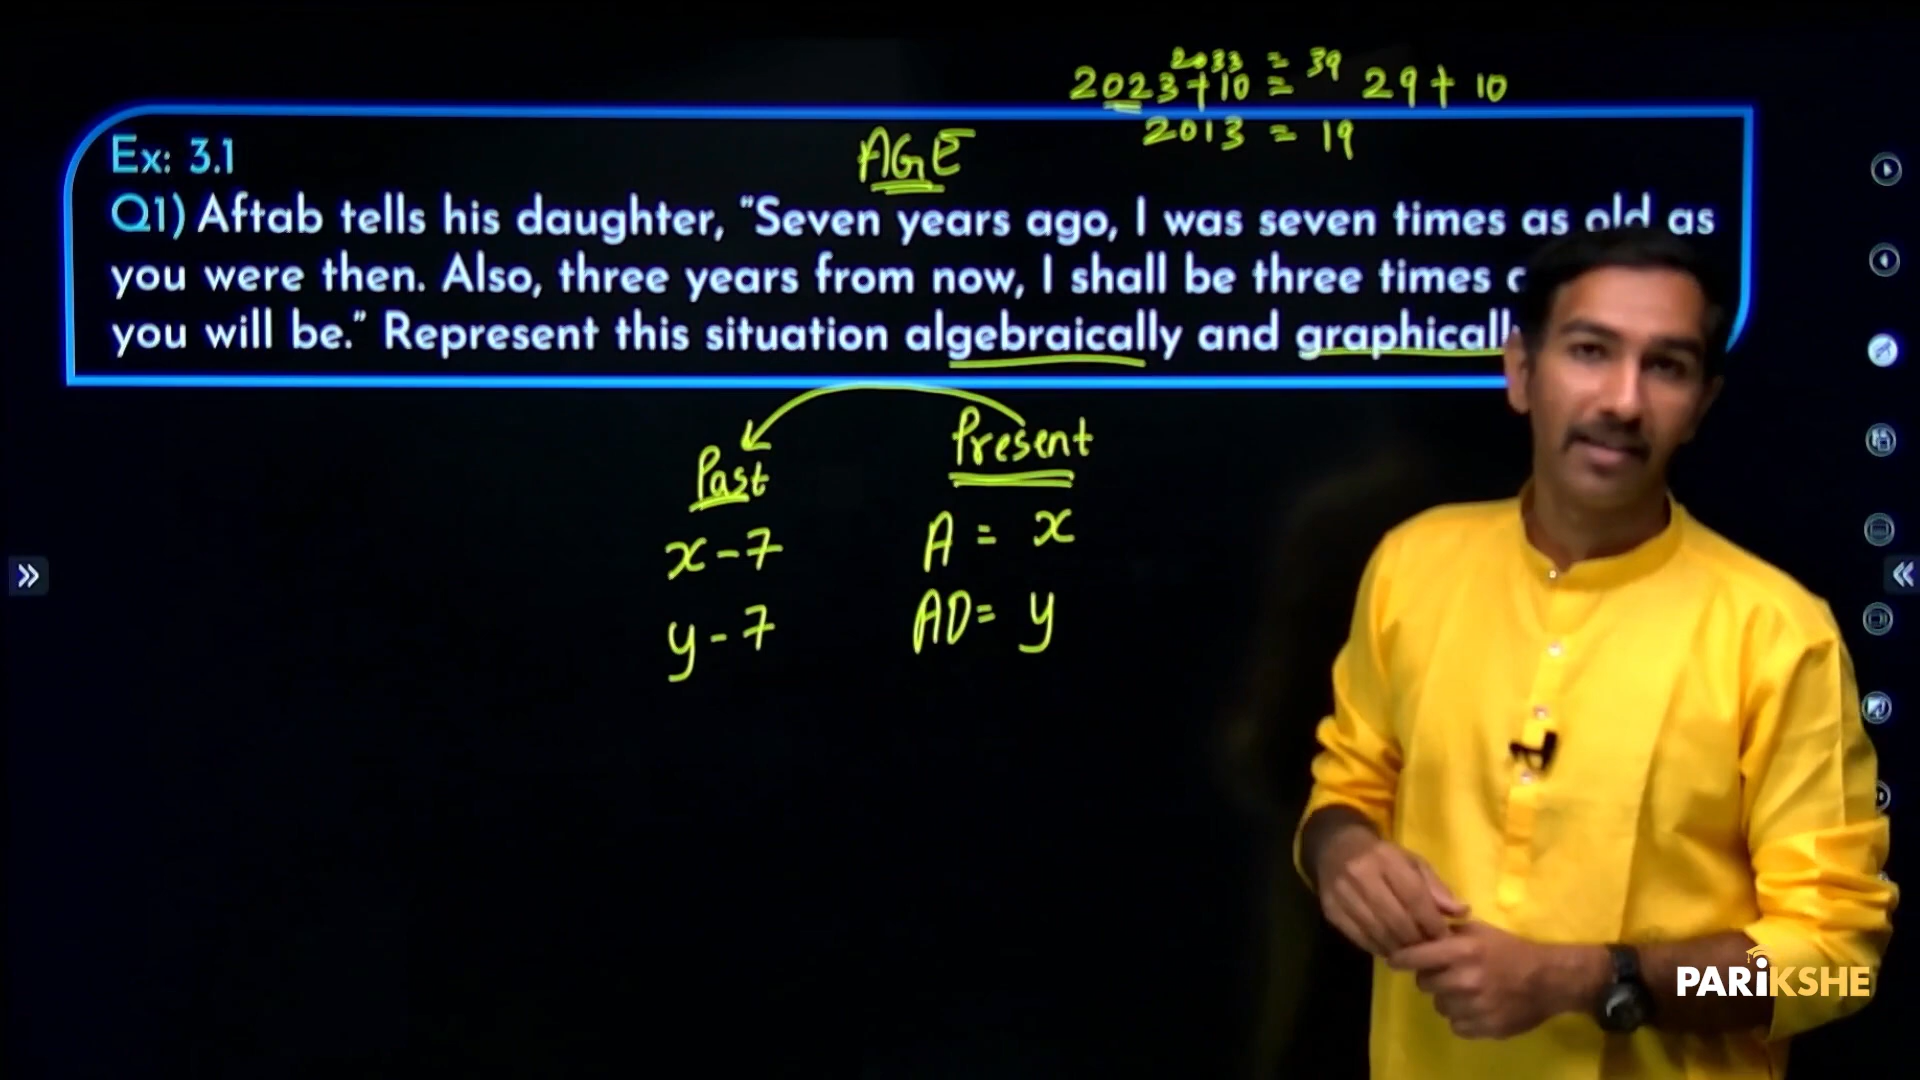 2033 = 39
2023+10 = 29+ 10
2013 = 19
AGE
Ex: 3.1
Q1) Aftab tells his daughter, "Seven years ago, I was seven times as old as
you were then. Also, three years from now, I shall be three times
you will be." Represent this situation algebraically and graphicall
Past Present
x-7 A = x
y-7 AD= y
PARiKSHE